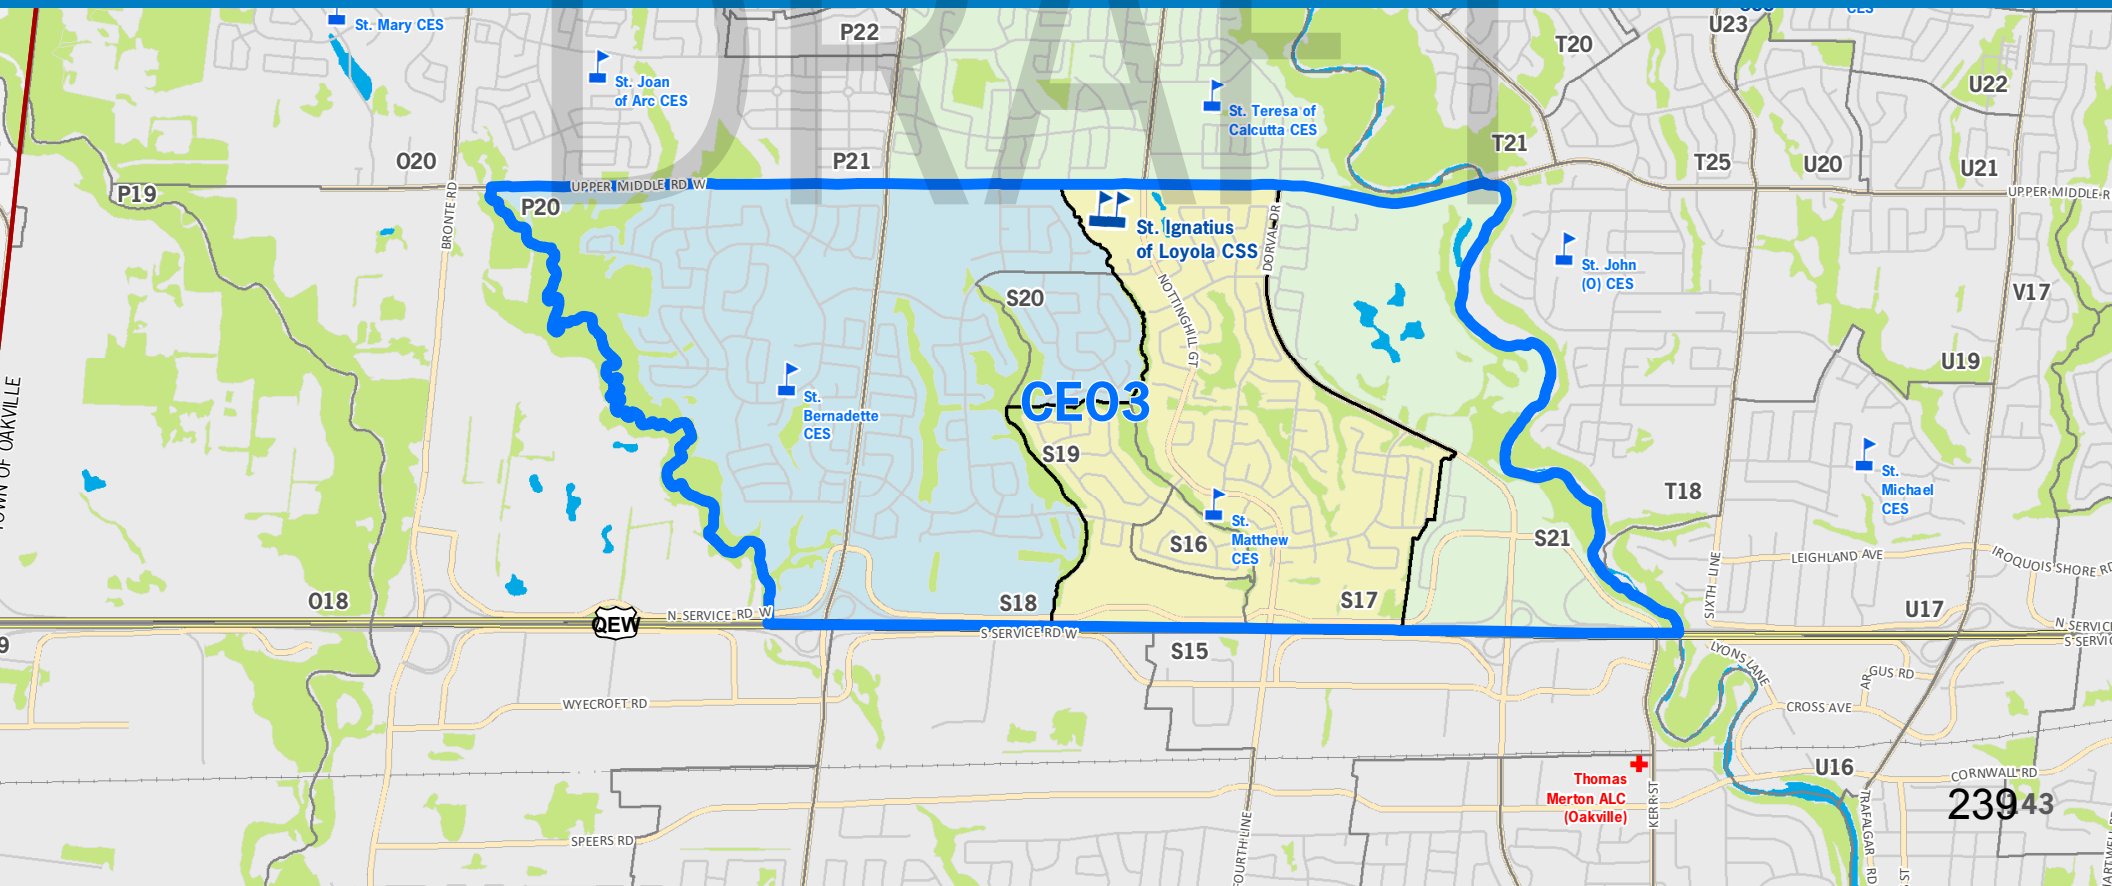 DRAFT
CES
St. Mary CES
P22
U23
T20
St. Joan
of Arc CES
U22
St. Teresa of
Calcutta CES
T21
O20
P21
T25
U20
U21
P19
UPPER MIDDLE RD W
UPPER MIDDLE R
P20
BRONTE RD
St. Ignatius
of Loyola CSS
DORVAL DR
St. John
(O) CES
S20
NOTTINGHILL GT
V17
U19
TOWN OF OAKVILLE
St.
Bernadette
CES
CEO3
S19
St.
Michael
CES
T18
St.
Matthew
CES
S16
S21
LEIGHLAND AVE
IROQUOIS SHORE RD
SIXTH LINE
O18
S18
S17
U17
N SERVICE RD W
QEW
S SERVICE RD W
N SERVIC
S SERVIC
9
S15
LYONS LANE
ARGUS RD
WYECROFT RD
CROSS AVE
Thomas
Merton ALC
(Oakville)
KERR ST
U16
CORNWALL RD
239
43
TRAFALGAR RD
SPEERS RD
FOURTH LINE
ST